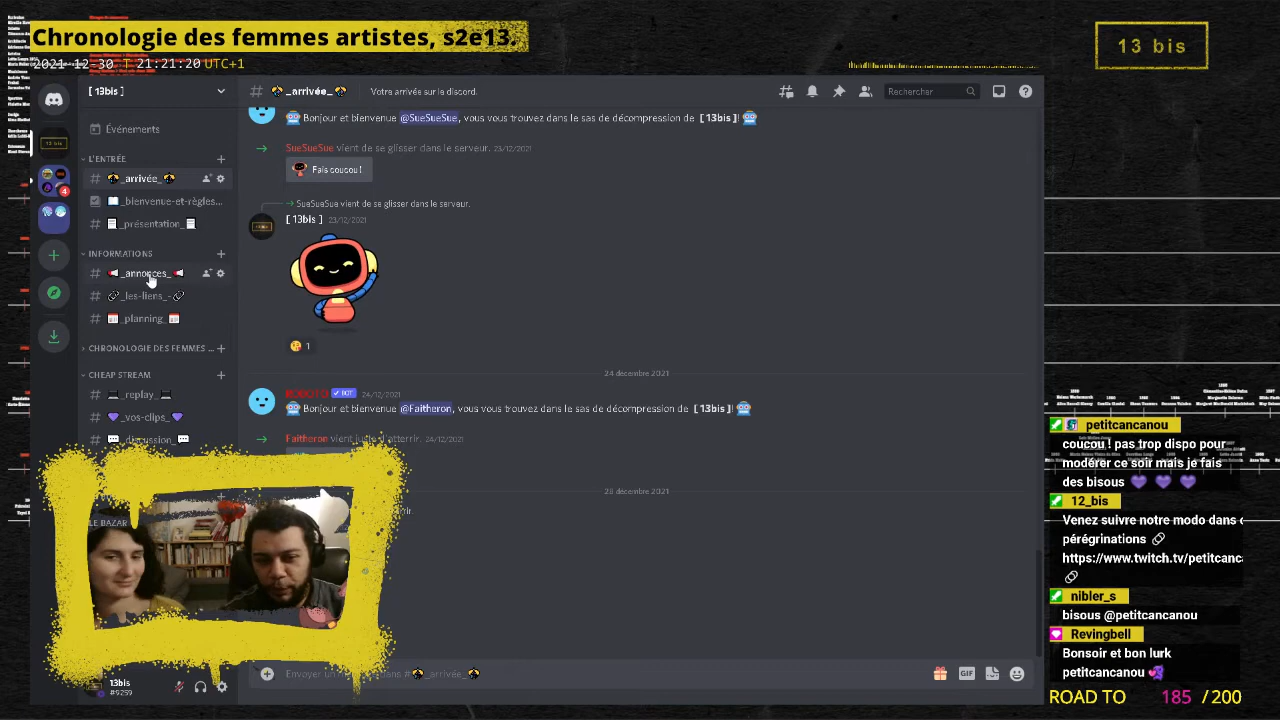 Chronologie des femmes artistes, s2e13.
2021-12-30 T 21:21:20 UTC+1
13 bis
[ 13bis ]
Événements
L'ENTRÉE
_arrivée_
_bienvenue-et-règles...
_présentation_
INFORMATIONS
_annonces_
_les-liens_-
_planning_
CHRONOLOGIE DES FEMMES ...
CHEAP STREAM
_replay_
_vos-clips_
_discussion_
LE BAZAR
13bis
#9259
_arrivée_
Votre arrivée sur le discord.
Rechercher
Bonjour et bienvenue @SueSueSue, vous vous trouvez dans le sas de décompression de [ 13bis ]!
SueSueSue vient de se glisser dans le serveur. 23/12/2021
Fais coucou !
SueSueSue vient de se glisser dans le serveur.
[ 13bis ] 23/12/2021
1
24 décembre 2021
BOT 24/12/2021
Bonjour et bienvenue @Faitheron, vous vous trouvez dans le sas de décompression de [ 13bis ]!
Faitheron vient juste d'atterrir. 24/12/2021
28 décembre 2021
Envoyer un message dans #_arrivée_
GIF
petitcancanou
coucou ! pas trop dispo pour
modérer ce soir mais je fais
des bisous
12_bis
Venez suivre notre modo dans
pérégrinations
https://www.twitch.tv/petitcanc
nibler_s
bisous @petitcancanou
Revingbell
Bonsoir et bon lurk
petitcancanou
ROAD TO 185 /200